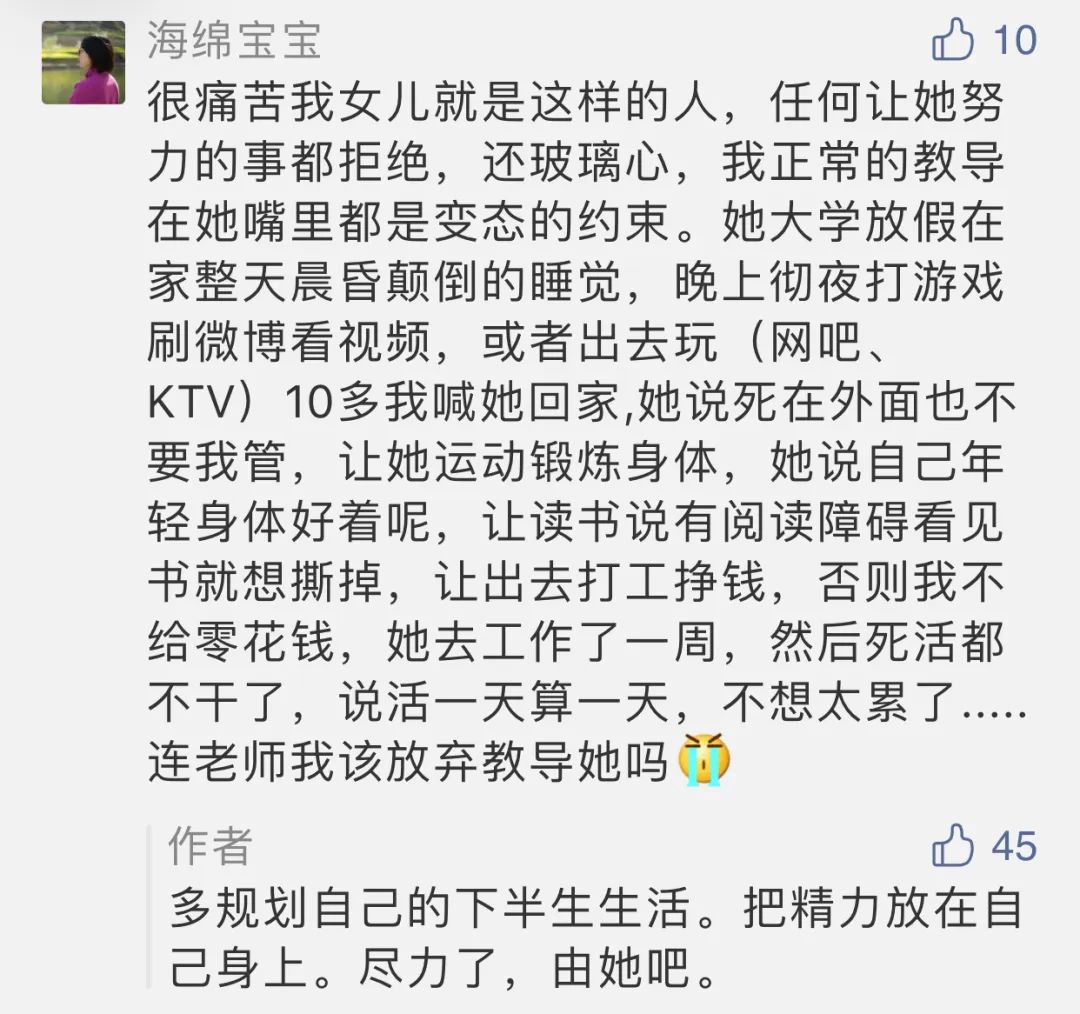 海绵宝宝
10
很痛苦我女儿就是这样的人，任何让她努
力的事都拒绝，还玻璃心，我正常的教导
在她嘴里都是变态的约束。她大学放假在
家整天晨昏颠倒的睡觉，晚上彻夜打游戏
刷微博看视频，或者出去玩（网吧、
KTV）10多我喊她回家,她说死在外面也不
要我管，让她运动锻炼身体，她说自己年
轻身体好着呢，让读书说有阅读障碍看见
书就想撕掉，让出去打工挣钱，否则我不
给零花钱，她去工作了一周，然后死活都
不干了，说活一天算一天，不想太累了.....
连老师我该放弃教导她吗😭
作者
45
多规划自己的下半生生活。把精力放在自
己身上。尽力了，由她吧。